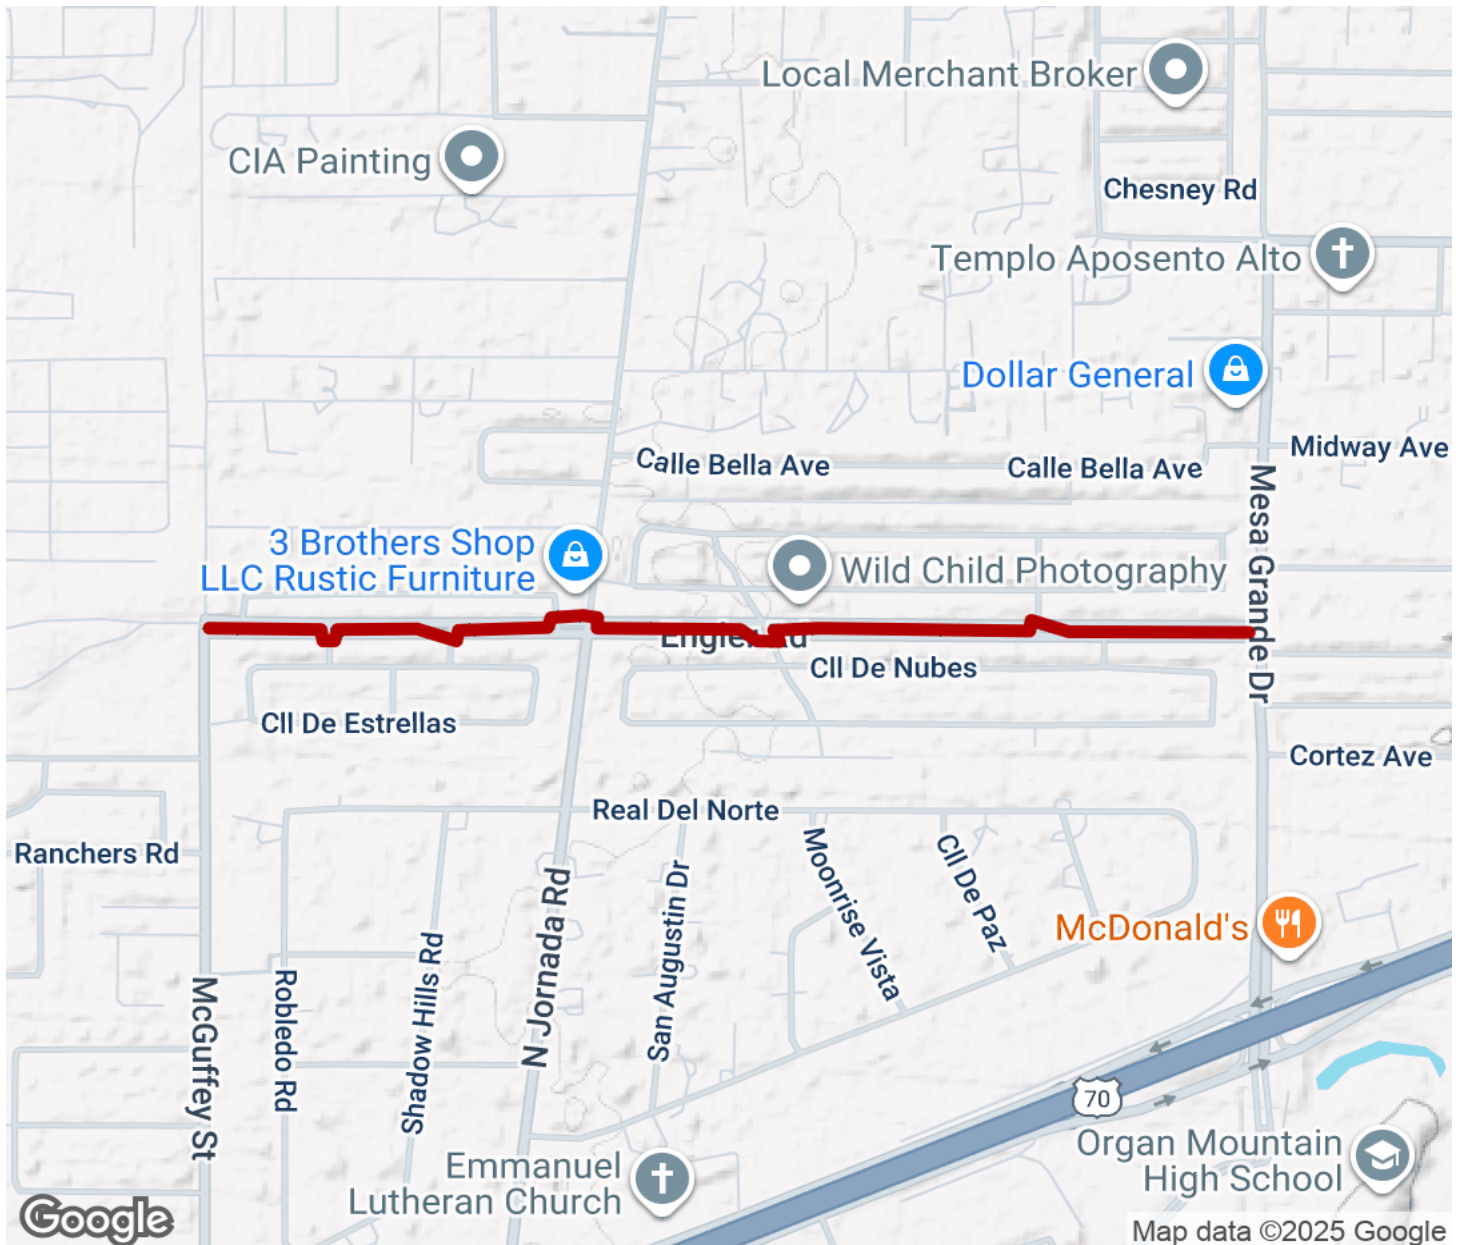 Local Merchant Broker
CIA Painting
Chesney Rd
Templo Aposento Alto
Dollar General
Midway Ave
Calle Bella Ave
Calle Bella Ave
Mesa Grande Dr
3 Brothers Shop
LLC Rustic Furniture
Wild Child Photography
Engler Rd
Cll De Nubes
Cll De Estrellas
Cortez Ave
Real Del Norte
Ranchers Rd
Moonrise Vista
Cll De Paz
N Jornada Rd
San Augustin Dr
McDonald's
Shadow Hills Rd
Robledo Rd
McGuffey St
70
Organ Mountain
High School
Emmanuel
Lutheran Church
Google
Map data ©2025 Google